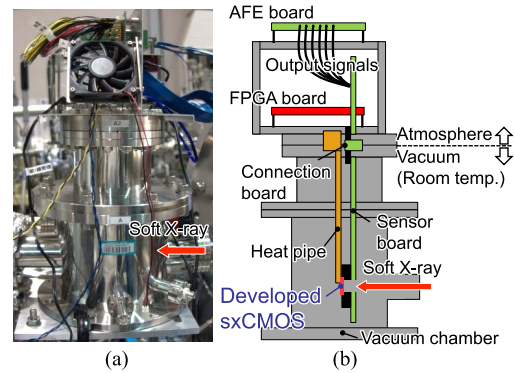 AFE board
Output signals
FPGA board
Atmosphere
Vacuum
(Room temp.)
Connection
board
Sensor
board
Heat pipe
Soft X-ray
Developed
sxCMOS
Vacuum chamber
A2
A
Soft X-ray
(a)
(b)